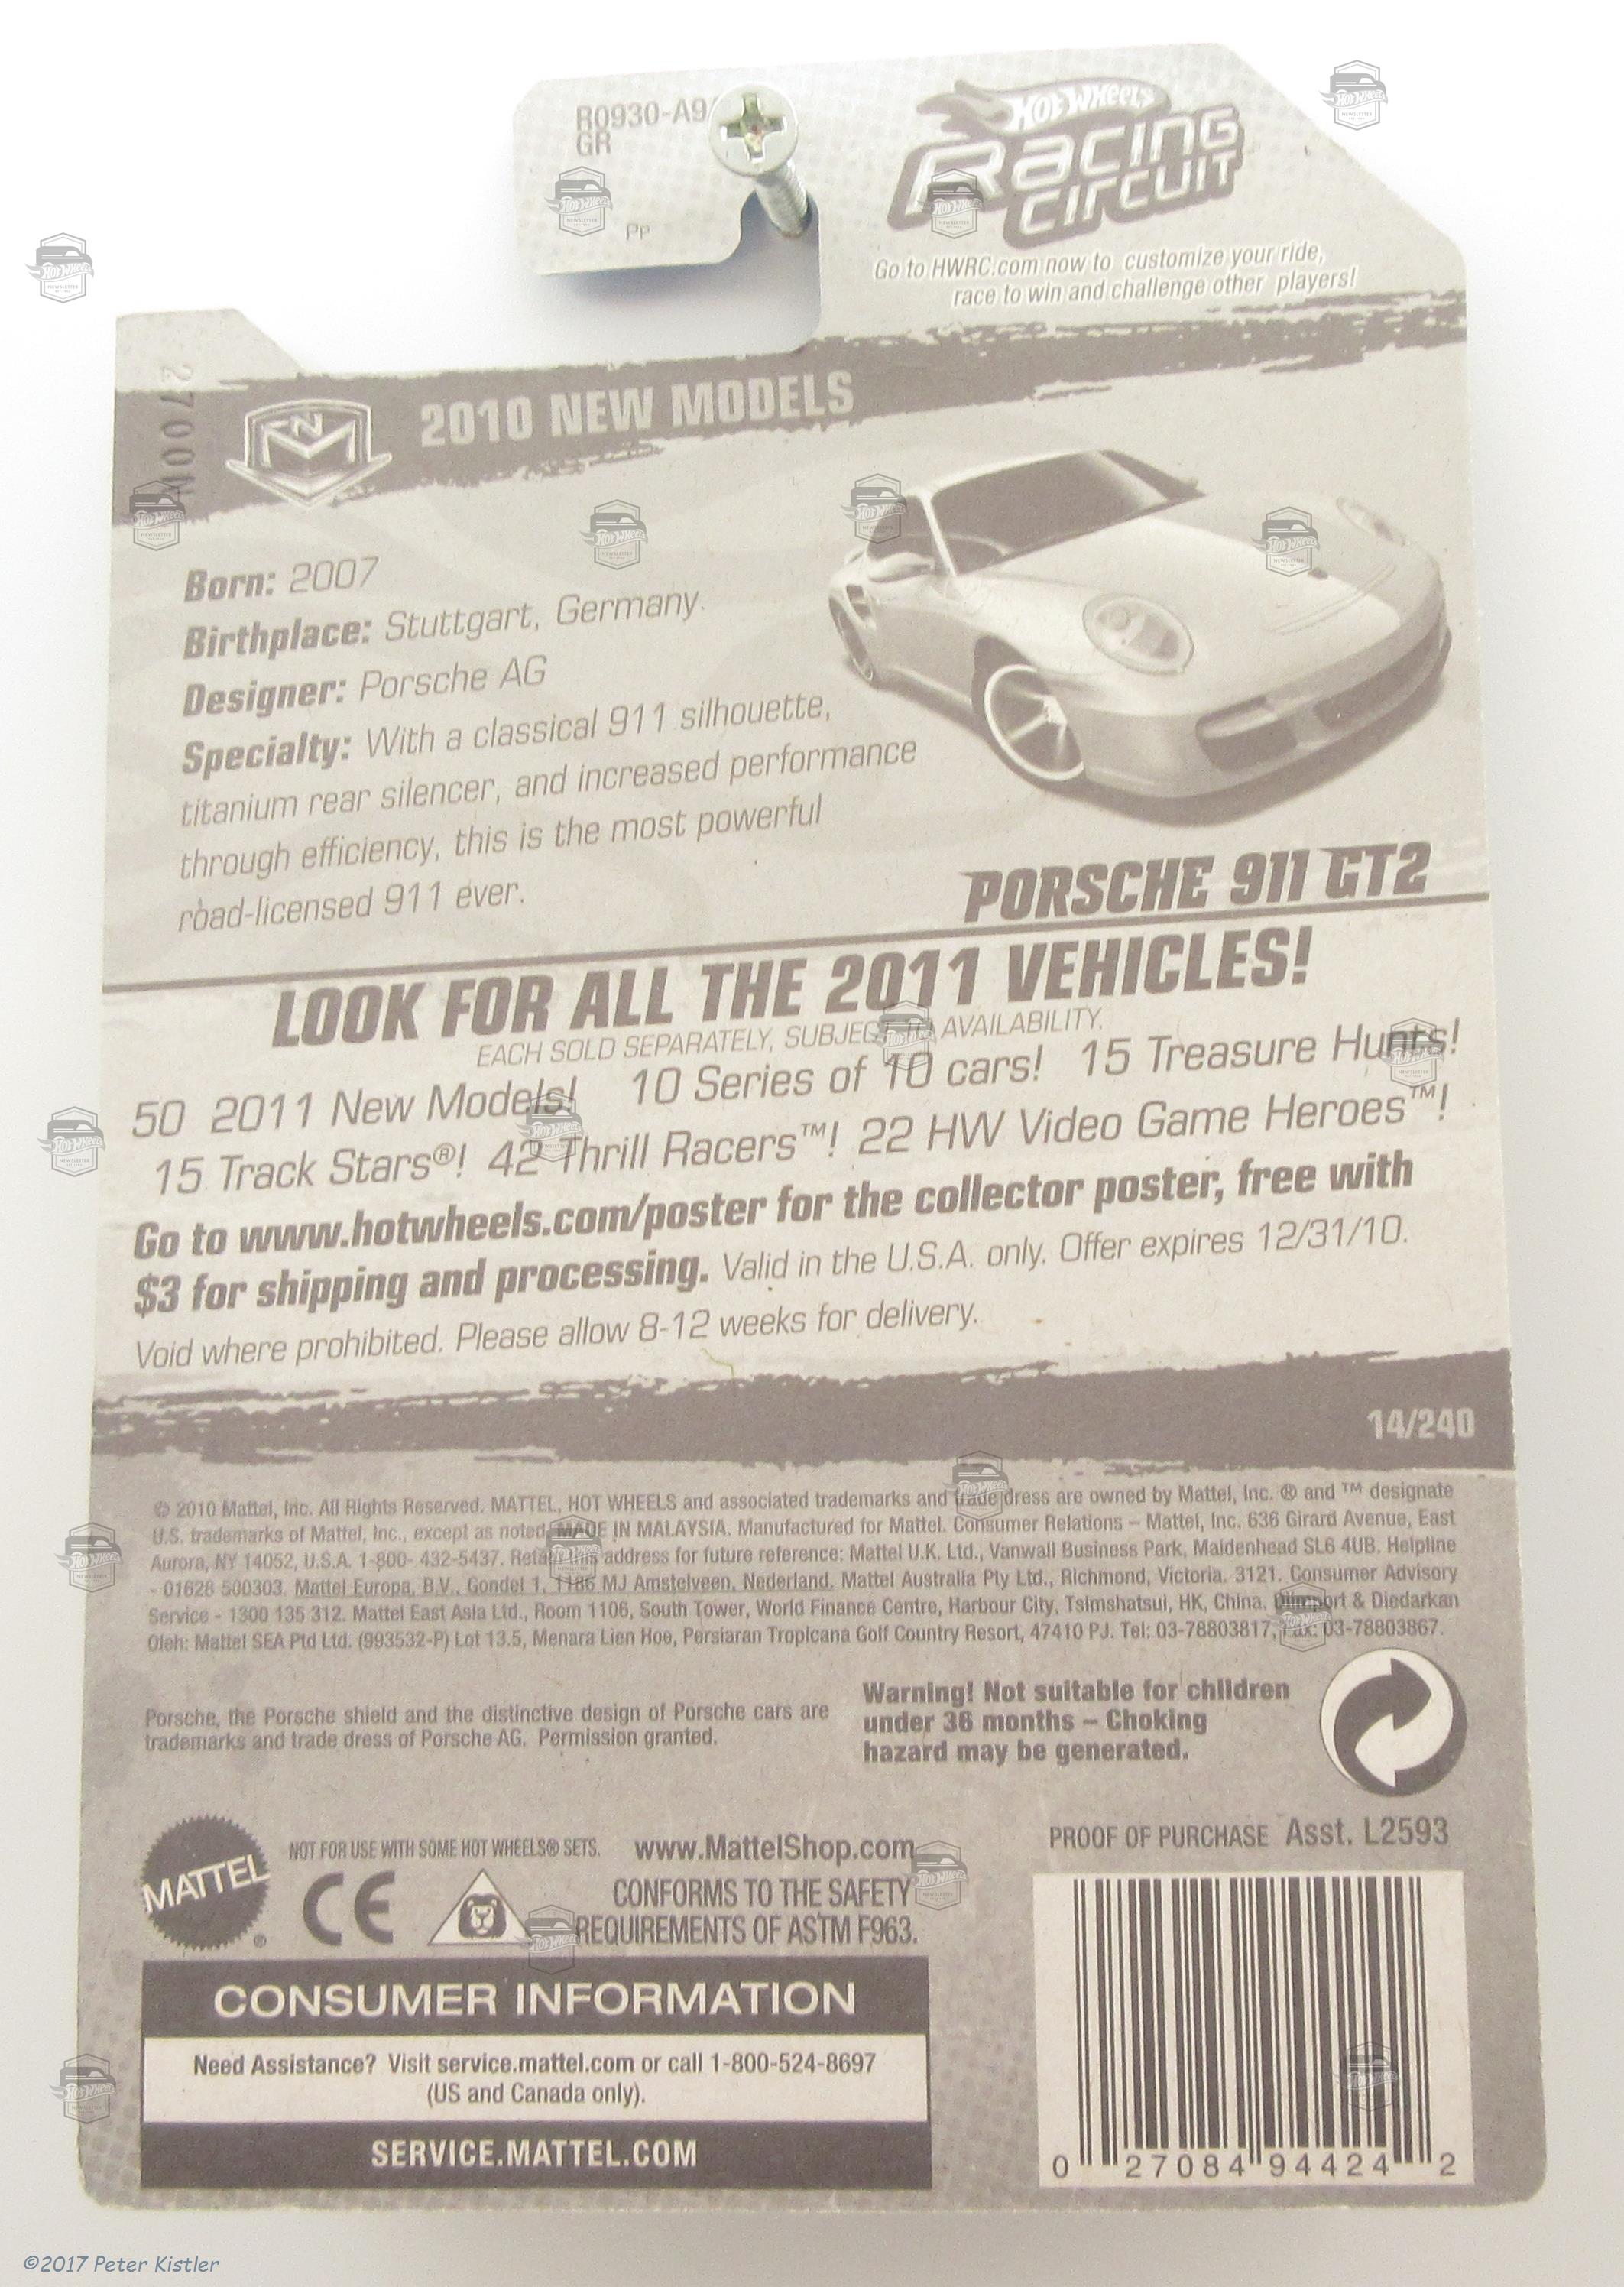 R0930-A9
GR
Pp
HOT WHEELS
RACING
CIRCUIT
Go to HWRC.com now to customize your ride,
race to win and challenge other players!
2010 NEW MODELS
Born: 2007
Birthplace: Stuttgart, Germany.
Designer: Porsche AG
Specialty: With a classical 911 silhouette,
titanium rear silencer, and increased performance
through efficiency, this is the most powerful
road-licensed 911 ever.
PORSCHE 911 GT2
LOOK FOR ALL THE 2011 VEHICLES!
EACH SOLD SEPARATELY, SUBJECT TO AVAILABILITY.
50 2011 New Models! 10 Series of 10 cars! 15 Treasure Hunts!
15 Track Stars®! 42 Thrill Racers™! 22 HW Video Game Heroes™!
Go to www.hotwheels.com/poster for the collector poster, free with
$3 for shipping and processing. Valid in the U.S.A. only. Offer expires 12/31/10.
Void where prohibited. Please allow 8-12 weeks for delivery.
14/240
© 2010 Mattel, Inc. All Rights Reserved. MATTEL, HOT WHEELS and associated trademarks and trade dress are owned by Mattel, Inc. ® and ™ designate
U.S. trademarks of Mattel, Inc., except as noted. MADE IN MALAYSIA. Manufactured for Mattel. Consumer Relations – Mattel, Inc. 636 Girard Avenue, East
Aurora, NY 14052, U.S.A. 1-800- 432-5437. Retain this address for future reference: Mattel U.K. Ltd., Vanwall Business Park, Maidenhead SL6 4UB. Helpline
- 01628 500303. Mattel Europa, B.V., Gondel 1, 1186 MJ Amstelveen, Nederland. Mattel Australia Pty Ltd., Richmond, Victoria. 3121. Consumer Advisory
Service - 1300 135 312. Mattel East Asia Ltd., Room 1106, South Tower, World Finance Centre, Harbour City, Tsimshatsui, HK, China. Diimport & Diedarkan
Oleh: Mattel SEA Ptd Ltd. (993532-P) Lot 13.5, Menara Lien Hoe, Persiaran Tropicana Golf Country Resort, 47410 PJ. Tel: 03-78803817, Fax: 03-78803867.
Porsche, the Porsche shield and the distinctive design of Porsche cars are
trademarks and trade dress of Porsche AG. Permission granted.
Warning! Not suitable for children
under 36 months – Choking
hazard may be generated.
PROOF OF PURCHASE Asst. L2593
MATTEL
NOT FOR USE WITH SOME HOT WHEELS® SETS. www.MattelShop.com
CE
CONFORMS TO THE SAFETY
REQUIREMENTS OF ASTM F963.
CONSUMER INFORMATION
Need Assistance? Visit service.mattel.com or call 1-800-524-8697
(US and Canada only).
SERVICE.MATTEL.COM
0 27084 94424 2
©2017 Peter Kistler